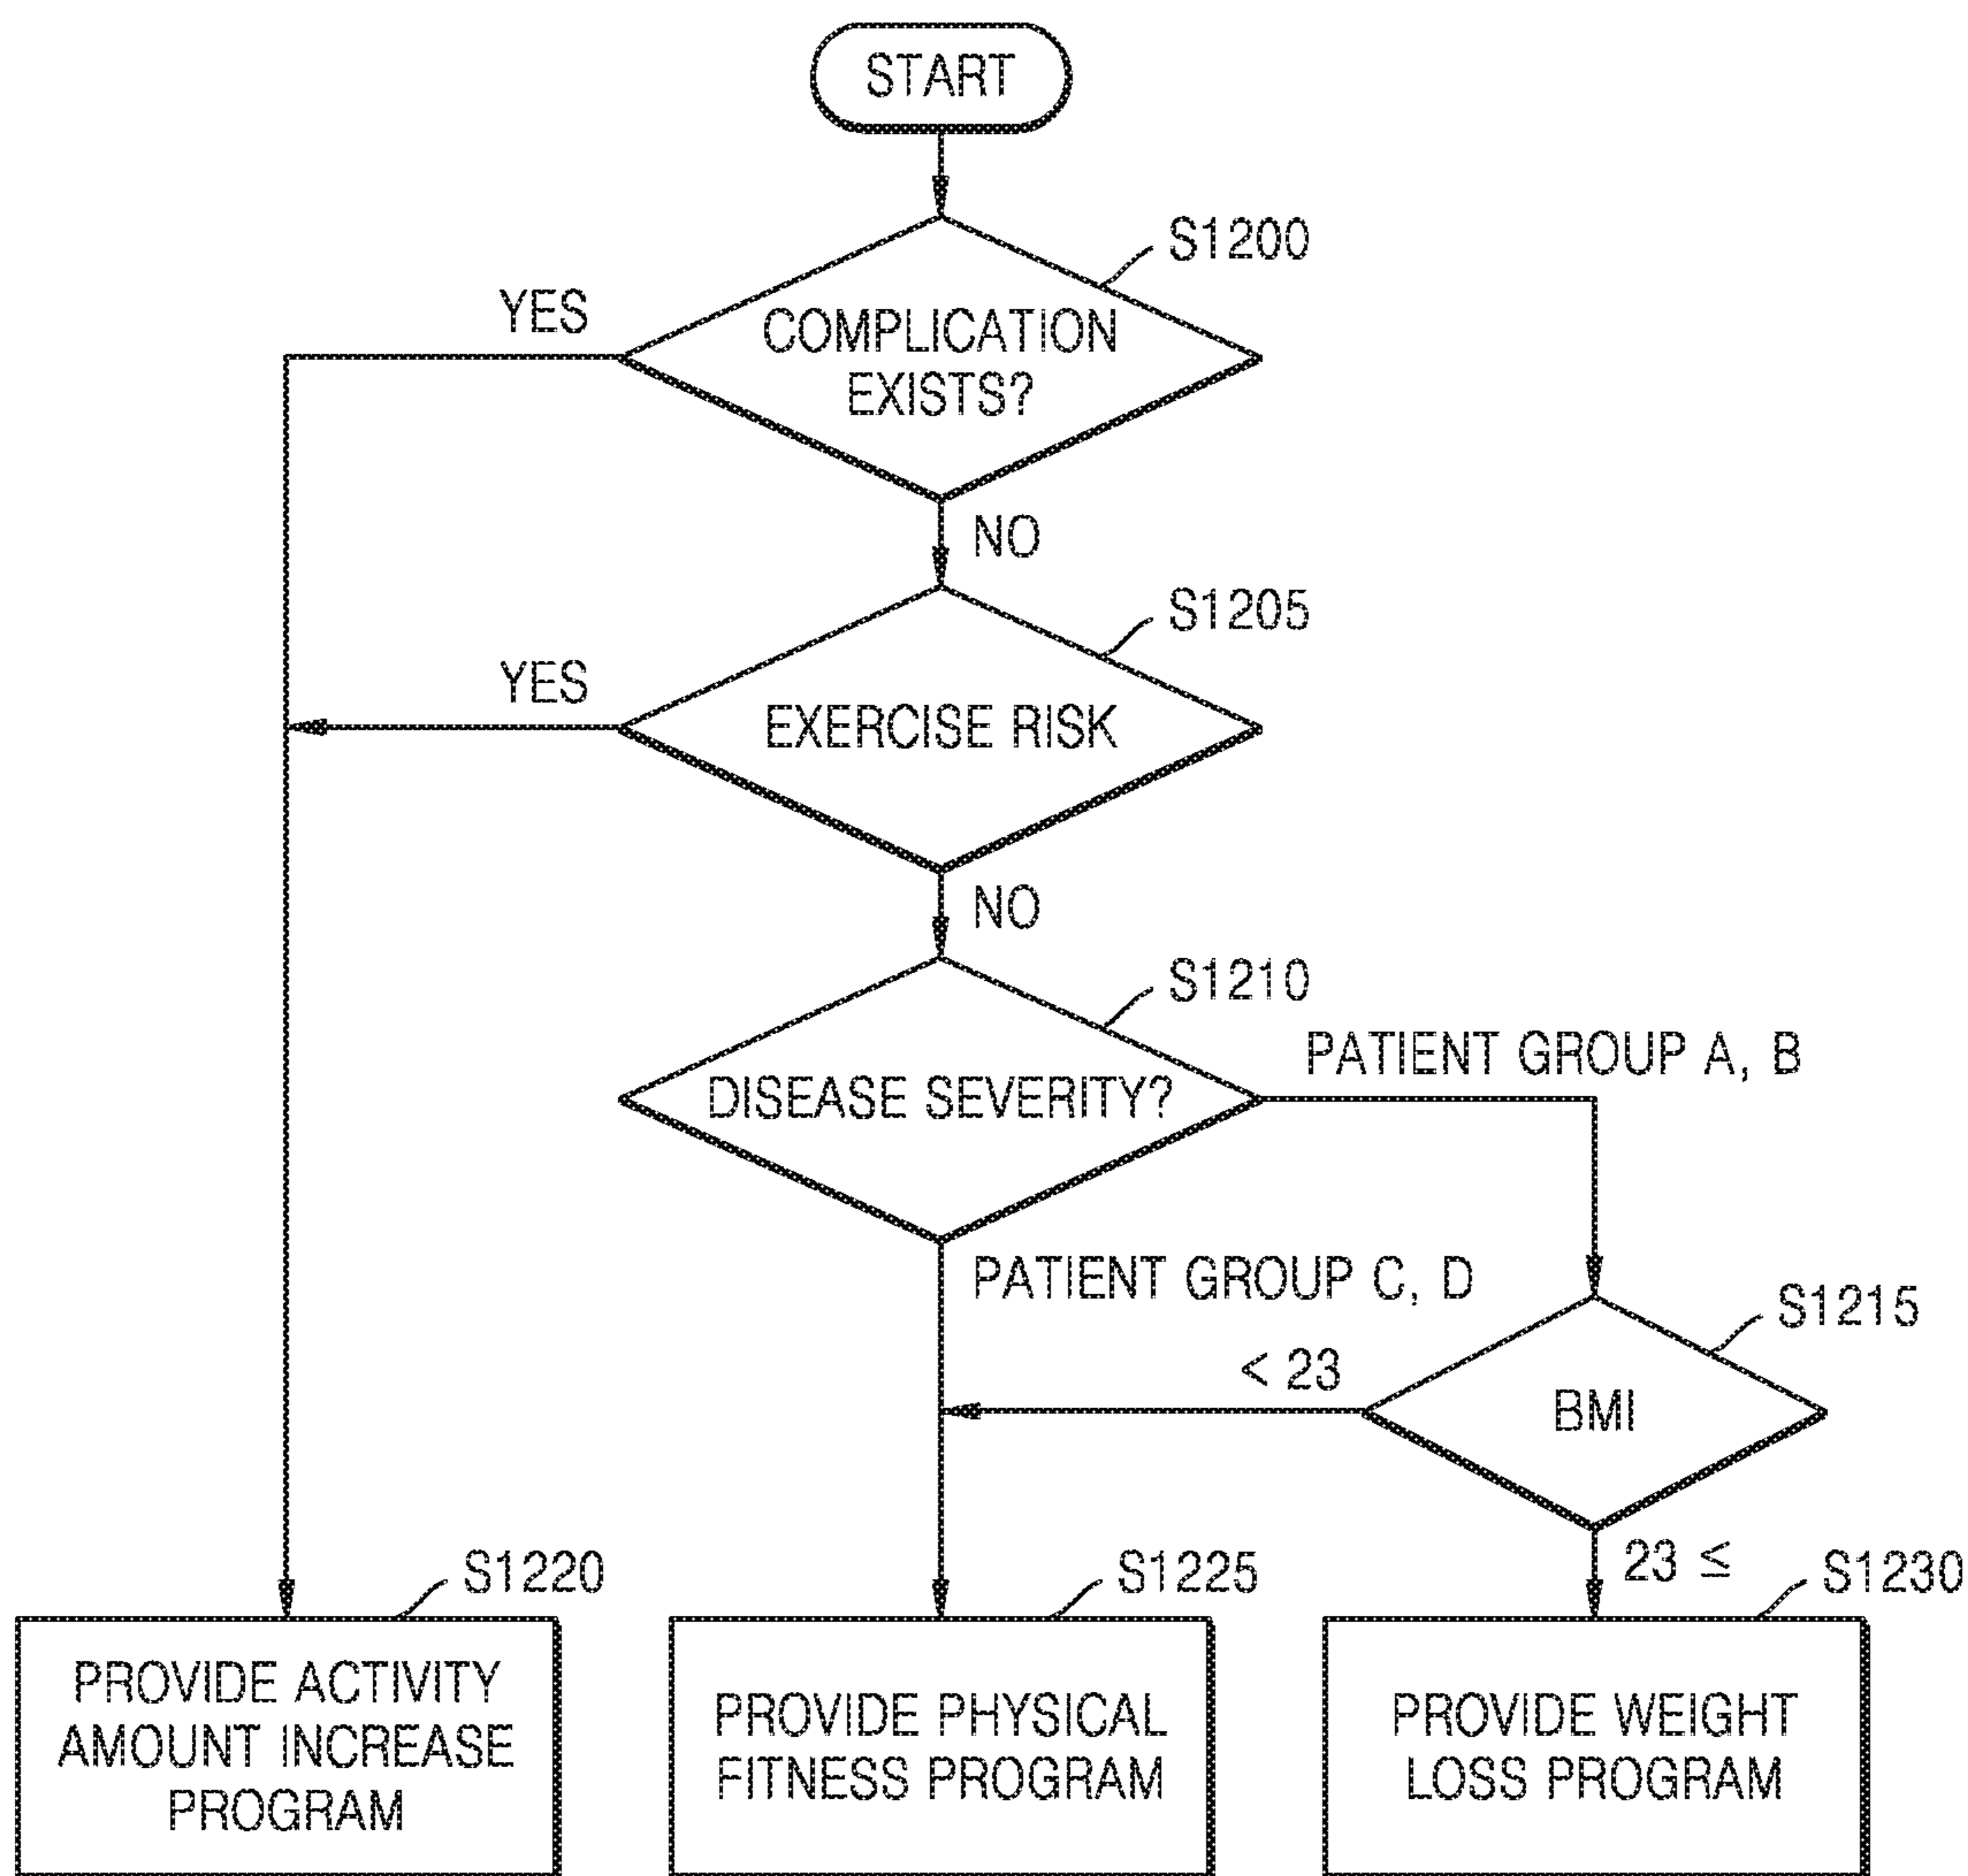 START
S1200
YES
COMPLICATION
EXISTS?
NO
S1205
YES
EXERCISE RISK
NO
S1210
PATIENT GROUP A, B
DISEASE SEVERITY?
PATIENT GROUP C, D
S1215
< 23
BMI
23 ≤
S1220
S1225
S1230
PROVIDE ACTIVITY
AMOUNT INCREASE
PROGRAM
PROVIDE PHYSICAL
FITNESS PROGRAM
PROVIDE WEIGHT
LOSS PROGRAM